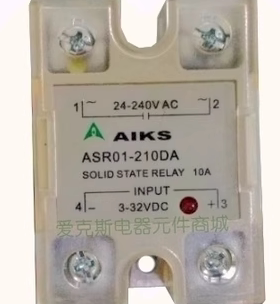 1 ~ 24-240V AC ~ 2
AIKS
ASR01-210DA
SOLID STATE RELAY 10A
INPUT
4 − 3-32VDC + 3
爱克斯电器元件商城